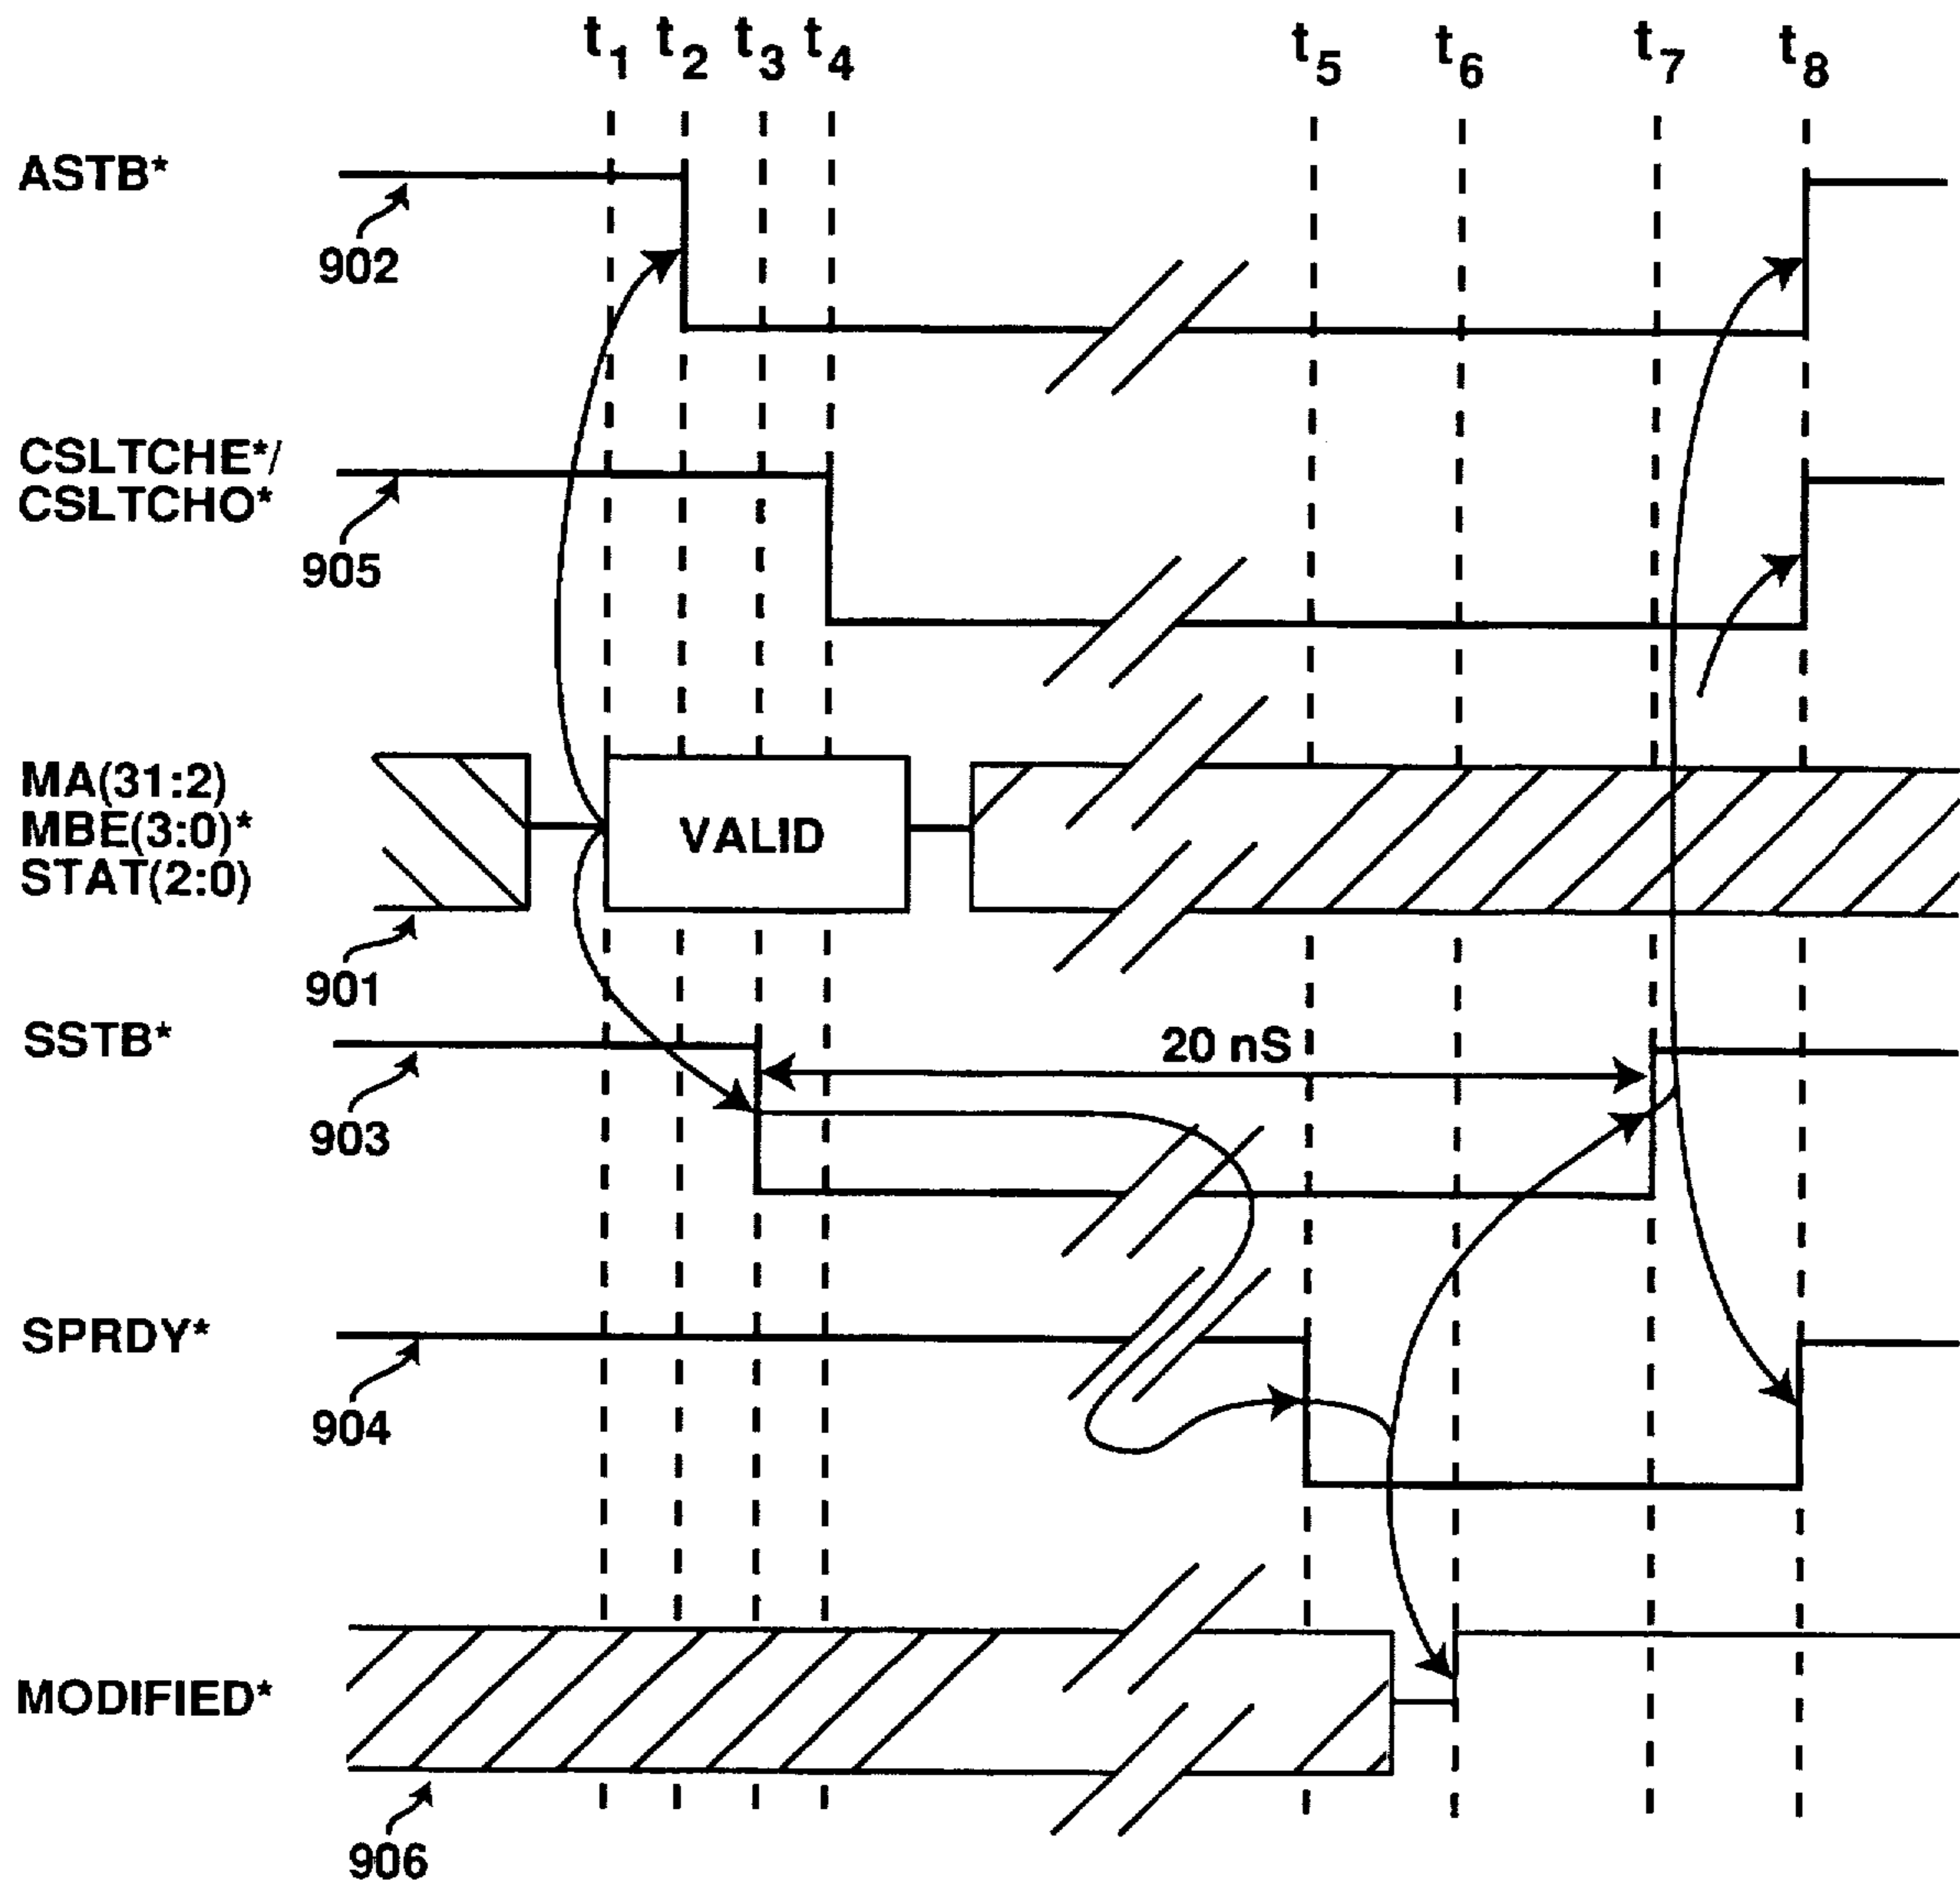 t1 t2 t3 t4 t5 t6 t7 t8
ASTB*
902
CSLTCHE*/
CSLTCHO*
905
MA(31:2)
MBE(3:0)*
STAT(2:0)
VALID
901
SSTB*
20 nS
903
SPRDY*
904
MODIFIED*
906